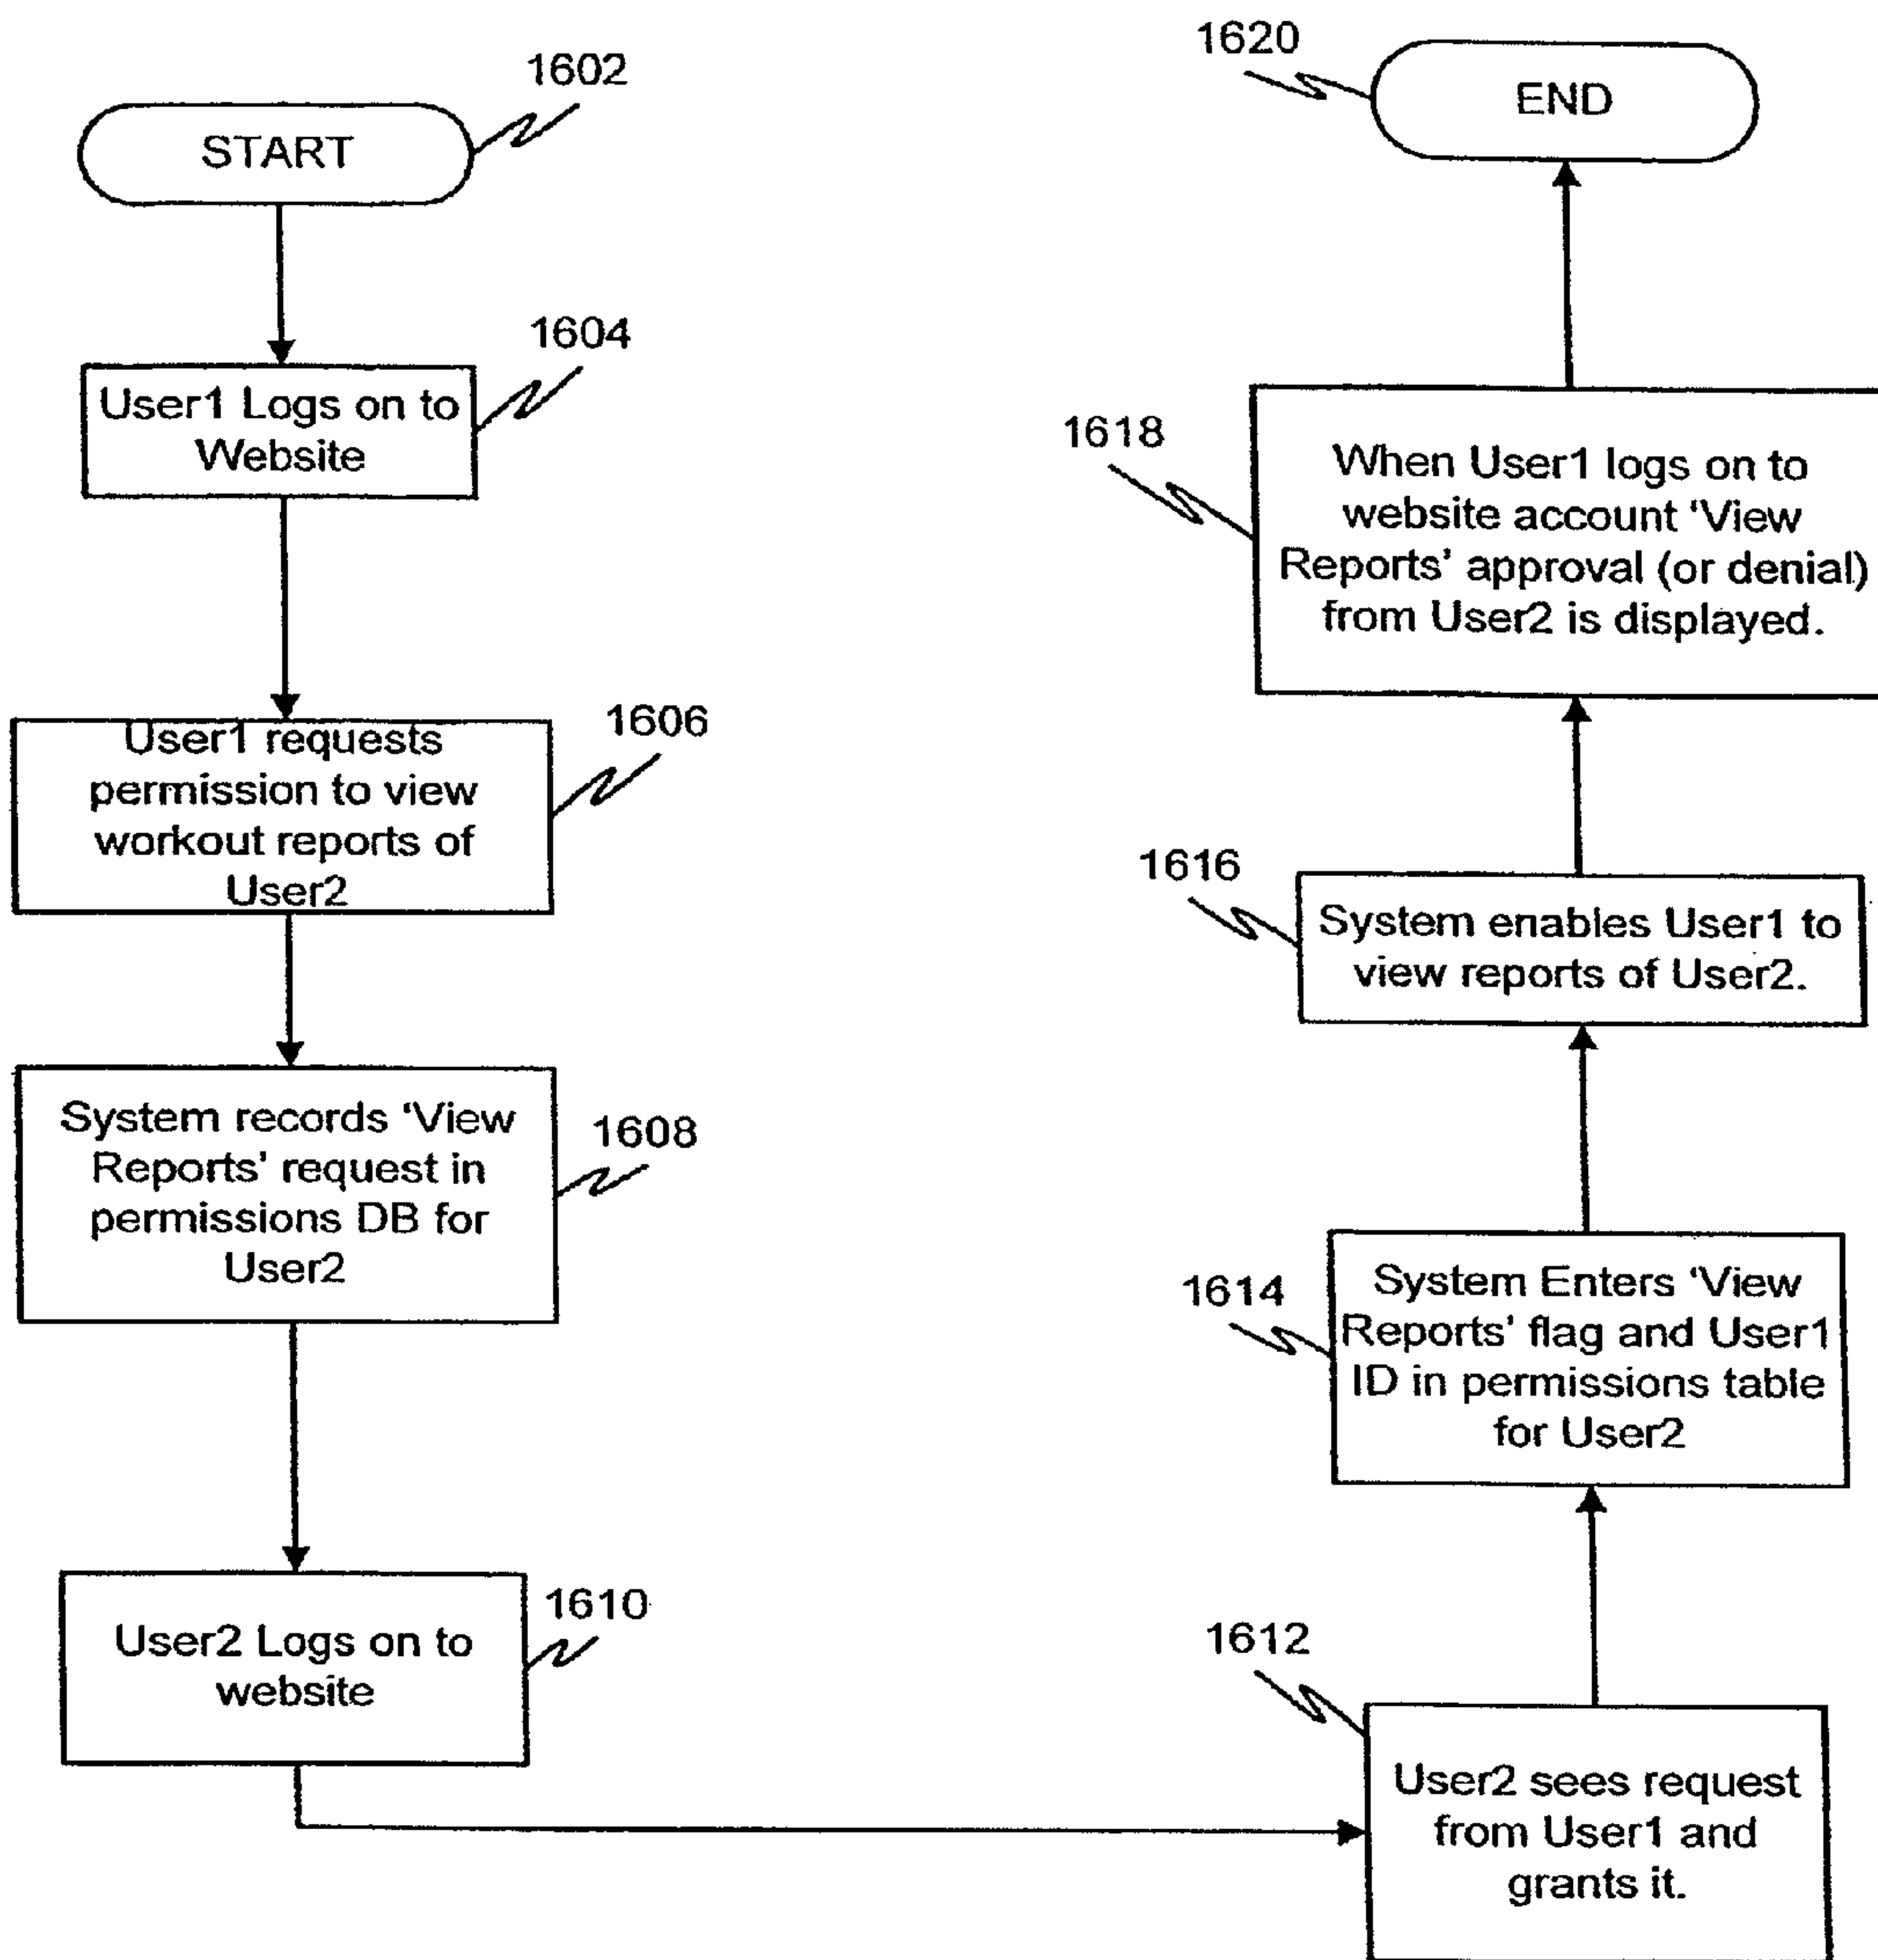 1602
START
1604
User1 Logs on to
Website
1606
User1 requests
permission to view
workout reports of
User2
1608
System records ‘View
Reports’ request in
permissions DB for
User2
1610
User2 Logs on to
website
1612
User2 sees request
from User1 and
grants it.
1614
System Enters ‘View
Reports’ flag and User1
ID in permissions table
for User2
1616
System enables User1 to
view reports of User2.
1618
When User1 logs on to
website account ‘View
Reports’ approval (or denial)
from User2 is displayed.
1620
END